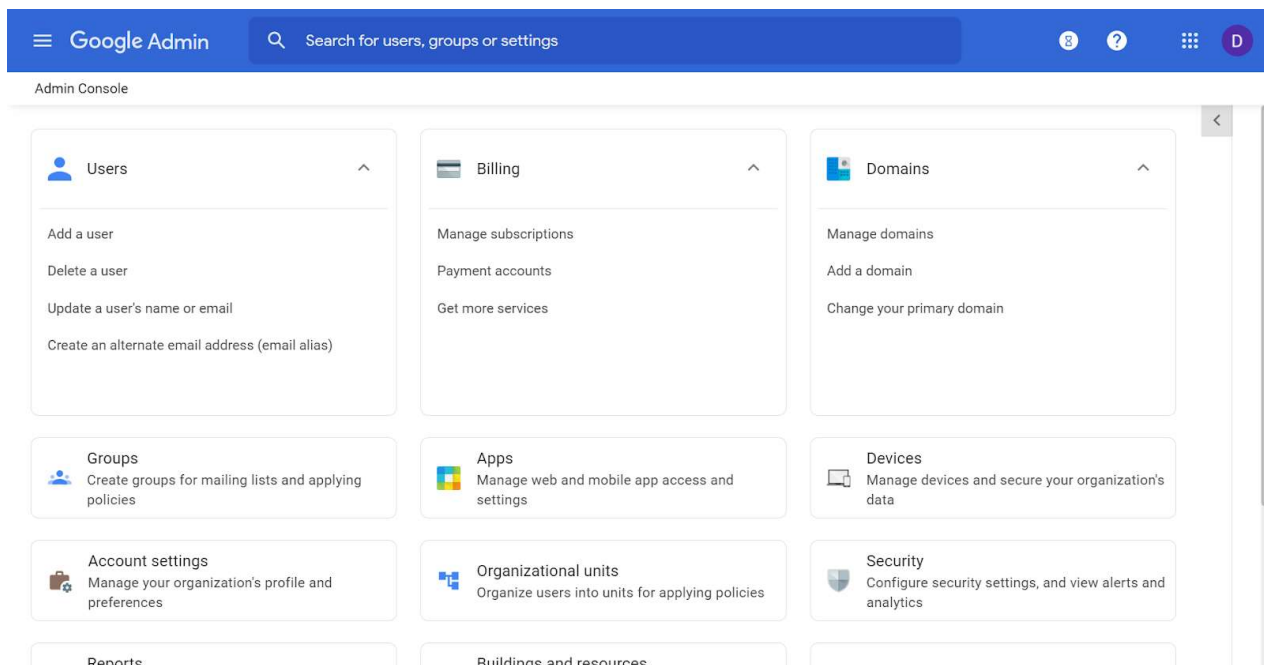 Google Admin
Search for users, groups or settings
D
Admin Console
Users
Add a user
Delete a user
Update a user's name or email
Create an alternate email address (email alias)
Billing
Manage subscriptions
Payment accounts
Get more services
Domains
Manage domains
Add a domain
Change your primary domain
Groups
Create groups for mailing lists and applying
policies
Apps
Manage web and mobile app access and
settings
Devices
Manage devices and secure your organization's
data
Account settings
Manage your organization's profile and
preferences
Organizational units
Organize users into units for applying policies
Security
Configure security settings, and view alerts and
analytics
Reports
Buildings and resources